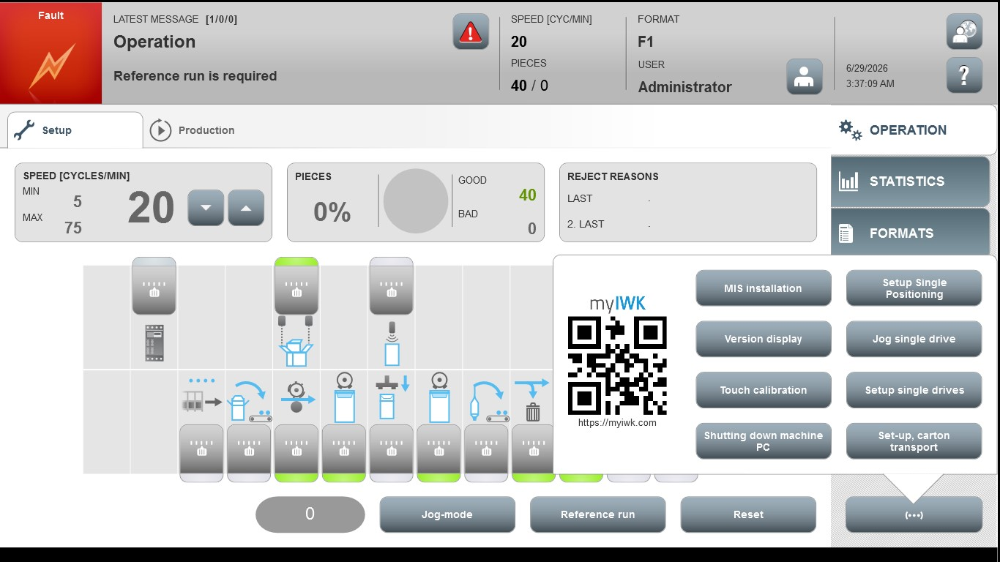 Fault
LATEST MESSAGE [1/0/0]
Operation
Reference run is required
SPEED [CYC/MIN]
20
PIECES
40 / 0
FORMAT
F1
USER
Administrator
6/29/2026
3:37:09 AM
?
Setup
Production
OPERATION
STATISTICS
FORMATS
SPEED [CYCLES/MIN]
MIN
5
MAX
75
20
PIECES
0%
GOOD
40
BAD
0
REJECT REASONS
LAST .
2. LAST .
myIWK
https://myiwk.com
MIS installation
Setup Single
Positioning
Version display
Jog single drive
Touch calibration
Setup single drives
Shutting down machine
PC
Set-up, carton
transport
0
Jog-mode
Reference run
Reset
(•••)